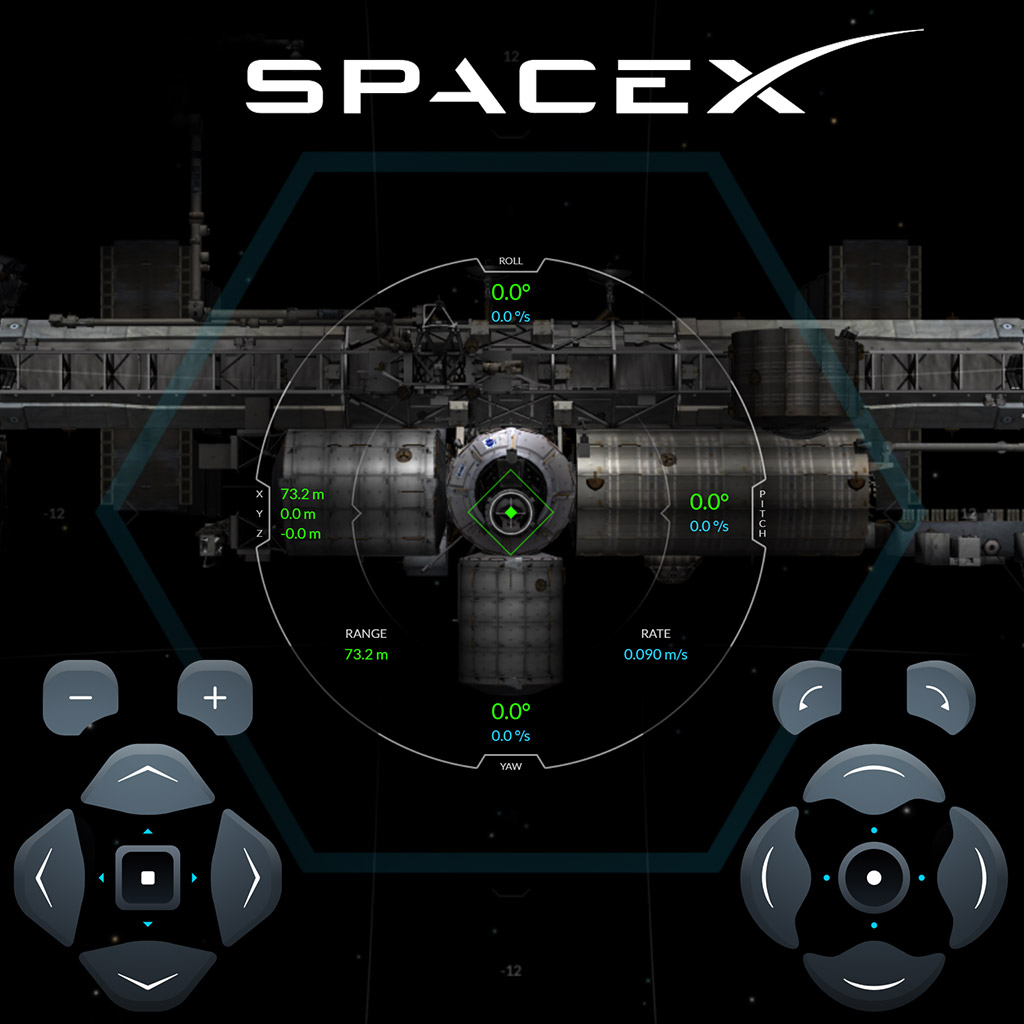 SPACEX
12
ROLL
0.0°
0.0 °/s
X 73.2 m
Y 0.0 m
Z -0.0 m
0.0°
0.0 °/s
PITCH
-12
12
RANGE
73.2 m
RATE
0.090 m/s
− +
0.0°
0.0 °/s
YAW
-12